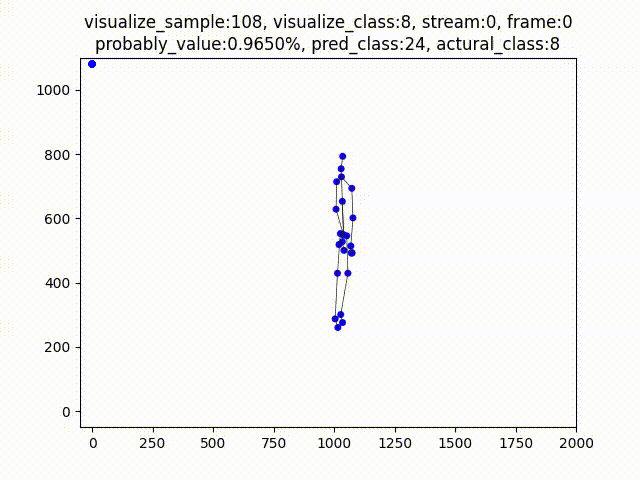 visualize_sample:108, visualize_class:8, stream:0, frame:0
probably_value:0.9650%, pred_class:24, actural_class:8
1000
800
600
400
200
0
0 250 500 750 1000 1250 1500 1750 2000